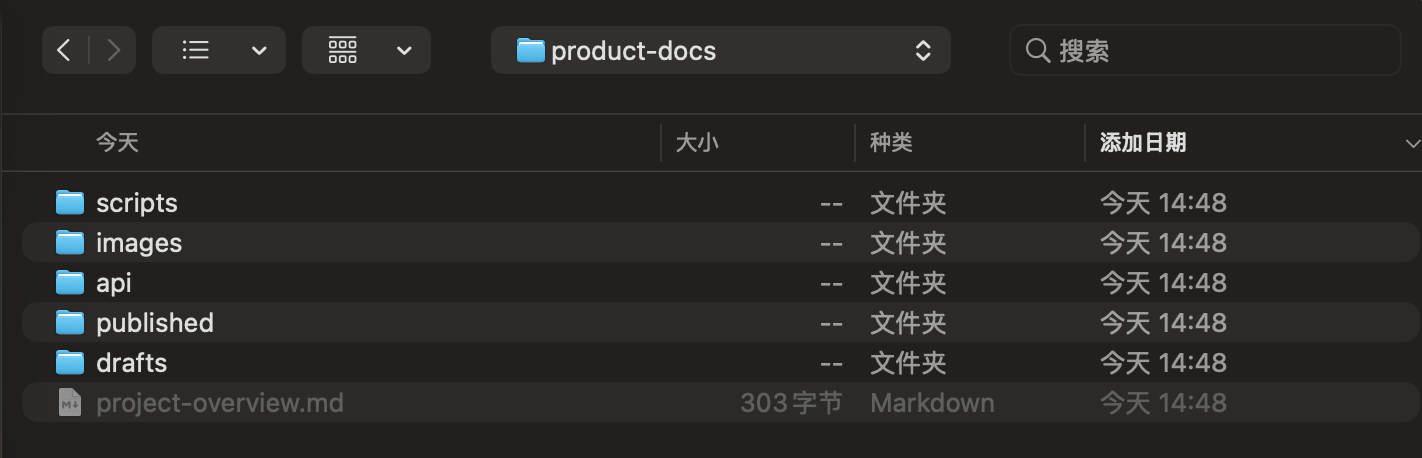 product-docs 搜索
今天 大小 种类 添加日期
scripts -- 文件夹 今天 14:48
images -- 文件夹 今天 14:48
api -- 文件夹 今天 14:48
published -- 文件夹 今天 14:48
drafts -- 文件夹 今天 14:48
project-overview.md 303字节 Markdown 今天 14:48